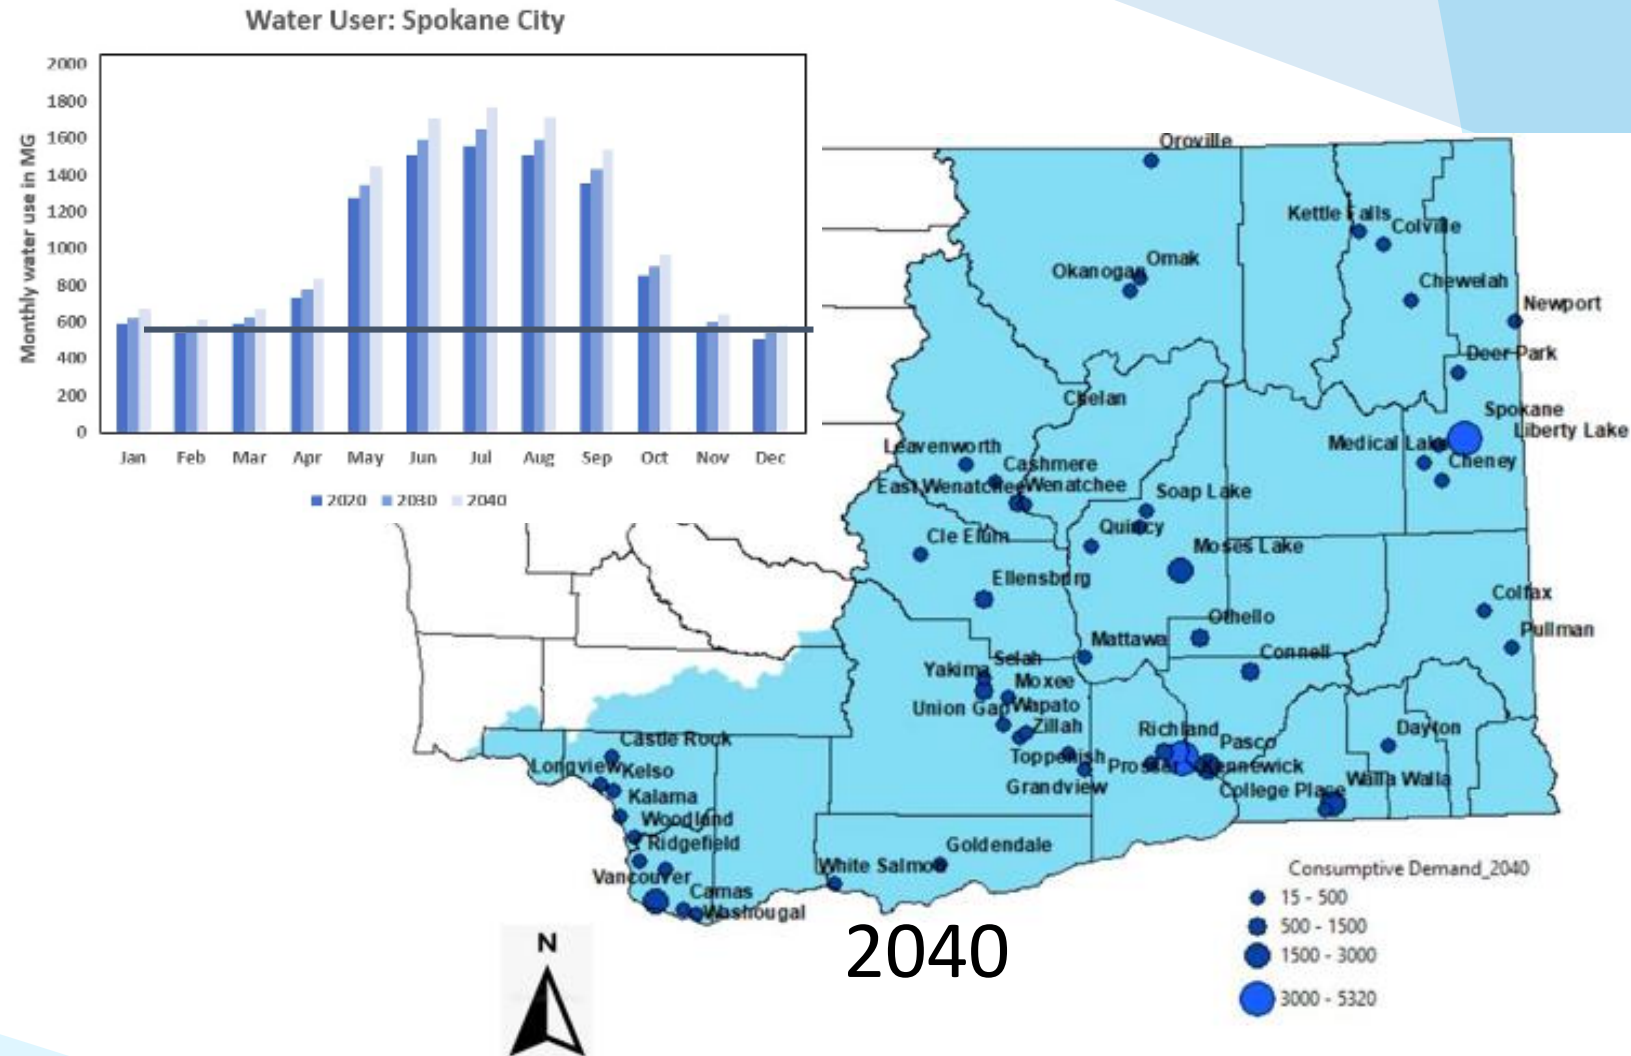 Water User: Spokane City
Monthly water use in MG
2000
1800
1600
1400
1200
1000
800
600
400
200
0
Jan Feb Mar Apr May Jun Jul Aug Sep Oct Nov Dec
2020 2030 2040
Oroville
Kettle Falls
Colville
Omak
Okanogan
Chewelah
Newport
Deer Park
Chelan
Spokane
Liberty Lake
Medical Lake
Leavenworth
Cashmere
Cheney
East Wenatchee
Wenatchee
Soap Lake
Quincy
Cle Elum
Moses Lake
Ellensburg
Colfax
Othello
Pullman
Mattawa
Connell
Selah
Yakima
Moxee
Union Gap
Wapato
Zillah
Richland
Dayton
Castle Rock
Pasco
Toppenish
Prosser
Kennewick
Longview
Kelso
Walla Walla
Grandview
College Place
Kalama
Woodland
Ridgefield
Goldendale
White Salmon
Vancouver
Camas
Washougal
2040
N
Consumptive Demand_2040
15 - 500
500 - 1500
1500 - 3000
3000 - 5320